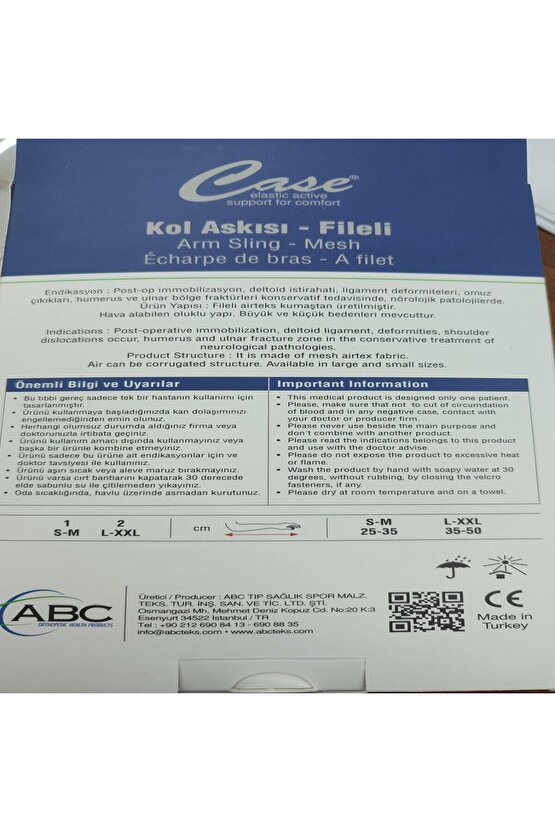 Case®
elastic active
support for comfort
Kol Askısı - Fileli
Arm Sling - Mesh
Écharpe de bras - A filet
Endikasyon : Post-op immobilizasyon, deltoid istirahati, ligament deformiteleri, omuz
çıkıkları, humerus ve ulnar bölge fraktürleri konservatif tedavisinde, nörolojik patolojilerde.
Ürün Yapısı : Fileli airteks kumaştan üretilmiştir.
Hava alabilen oluklu yapı. Büyük ve küçük bedenleri mevcuttur.
Indications : Post-operative immobilization, deltoid ligament, deformities, shoulder
dislocations occur, humerus and ulnar fracture zone in the conservative treatment of
neurological pathologies.
Product Structure : It is made of mesh airtex fabric.
Air can be corrugated structure. Available in large and small sizes.
Önemli Bilgi ve Uyarılar
• Bu tıbbi gereç sadece tek bir hastanın kullanımı için
tasarlanmıştır.
• Ürünü kullanmaya başladığınızda kan dolaşımınızı
engellemediğinden emin olunuz.
• Herhangi olumsuz durumda aldığınız firma veya
doktorunuzla irtibata geçiniz.
• Ürünü kullanım amacı dışında kullanmayınız veya
başka bir ürünle kombine etmeyiniz.
• Ürünü sadece bu ürüne ait endikasyonlar için ve
doktor tavsiyesi ile kullanınız.
• Ürünü aşırı sıcak veya aleve maruz bırakmayınız.
• Ürünü varsa cırt bantlarını kapatarak 30 derecede
elde sabunlu su ile çitilemeden yıkayınız.
• Oda sıcaklığında, havlu üzerinde asmadan kurutunuz.
Important Information
• This medical product is designed only one patient.
• Please, make sure that not to cut of circumdation
of blood and in any negative case, contact with
your doctor or producer firm.
• Please never use beside the main purpose and
don't combine with another product.
• Please read the indications belongs to this product
and use with the doctor advise.
• Please do not expose the product to excessive heat
or flame.
• Wash the product by hand with soapy water at 30
degrees, without rubbing, by closing the velcro
fasteners, if any.
• Please dry at room temperature and on a towel.
1 2
S-M L-XXL
cm
S-M L-XXL
25-35 35-50
ABC
ORTHOPEDIC HEALTH PRODUCTS
Üretici / Producer : ABC TIP SAĞLIK SPOR MALZ.
TEKS. TUR. İNŞ. SAN. VE TİC. LTD. ŞTİ.
Osmangazi Mh. Mehmet Deniz Kopuz Cd. No:20 K:3
Esenyurt 34522 İstanbul / TR
Tel : +90 212 690 84 13 - 690 88 35
info@abcteks.com - www.abcteks.com
CE
Made in
Turkey